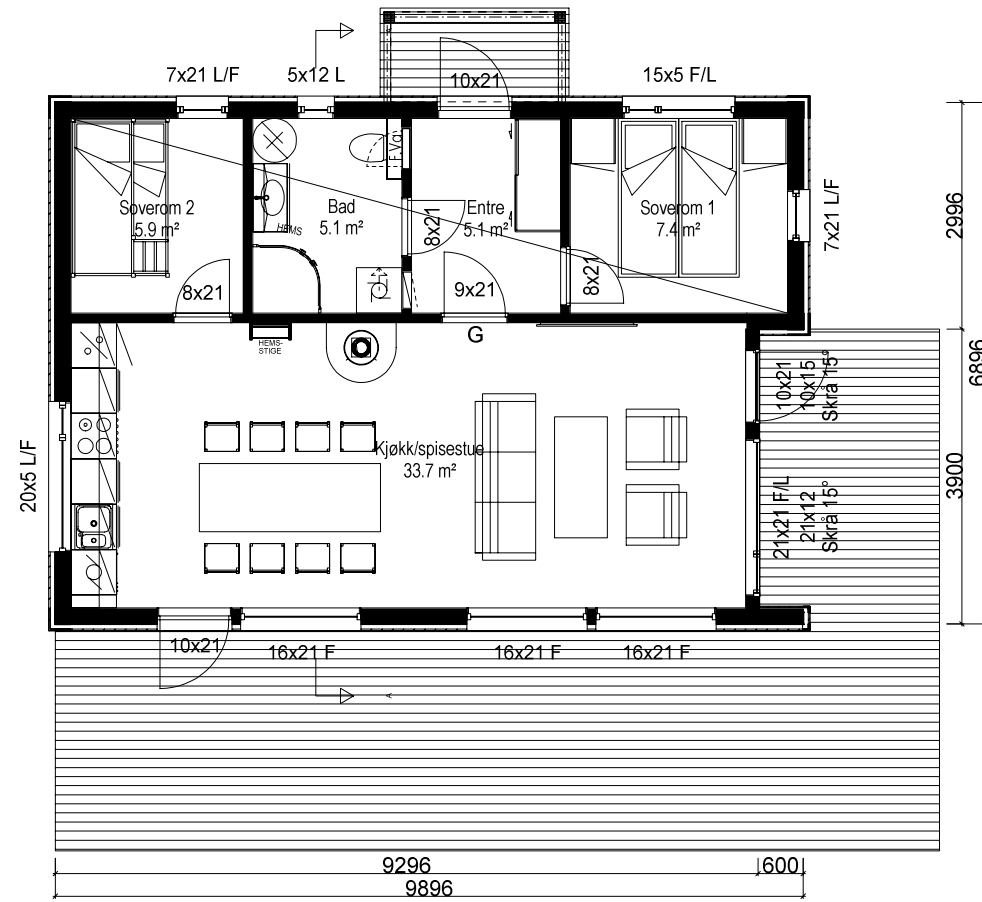 7x21 L/F
5x12 L
10x21
15x5 F/L
F.Va
Soverom 2
5.9 m²
Bad
5.1 m²
Entre
5.1 m²
Soverom 1
7.4 m²
HEMS
8x21
7x21 L/F
2996
8x21
9x21
8x21
G
HEMS-
STIGE
6896
10x21
10x15
Skrå 15°
20x5 L/F
Kjøkk/spisestue
33.7 m²
3900
21x21 F/L
21x12
Skrå 15°
10x21
16x21 F
16x21 F
16x21 F
A
9296
600
9896